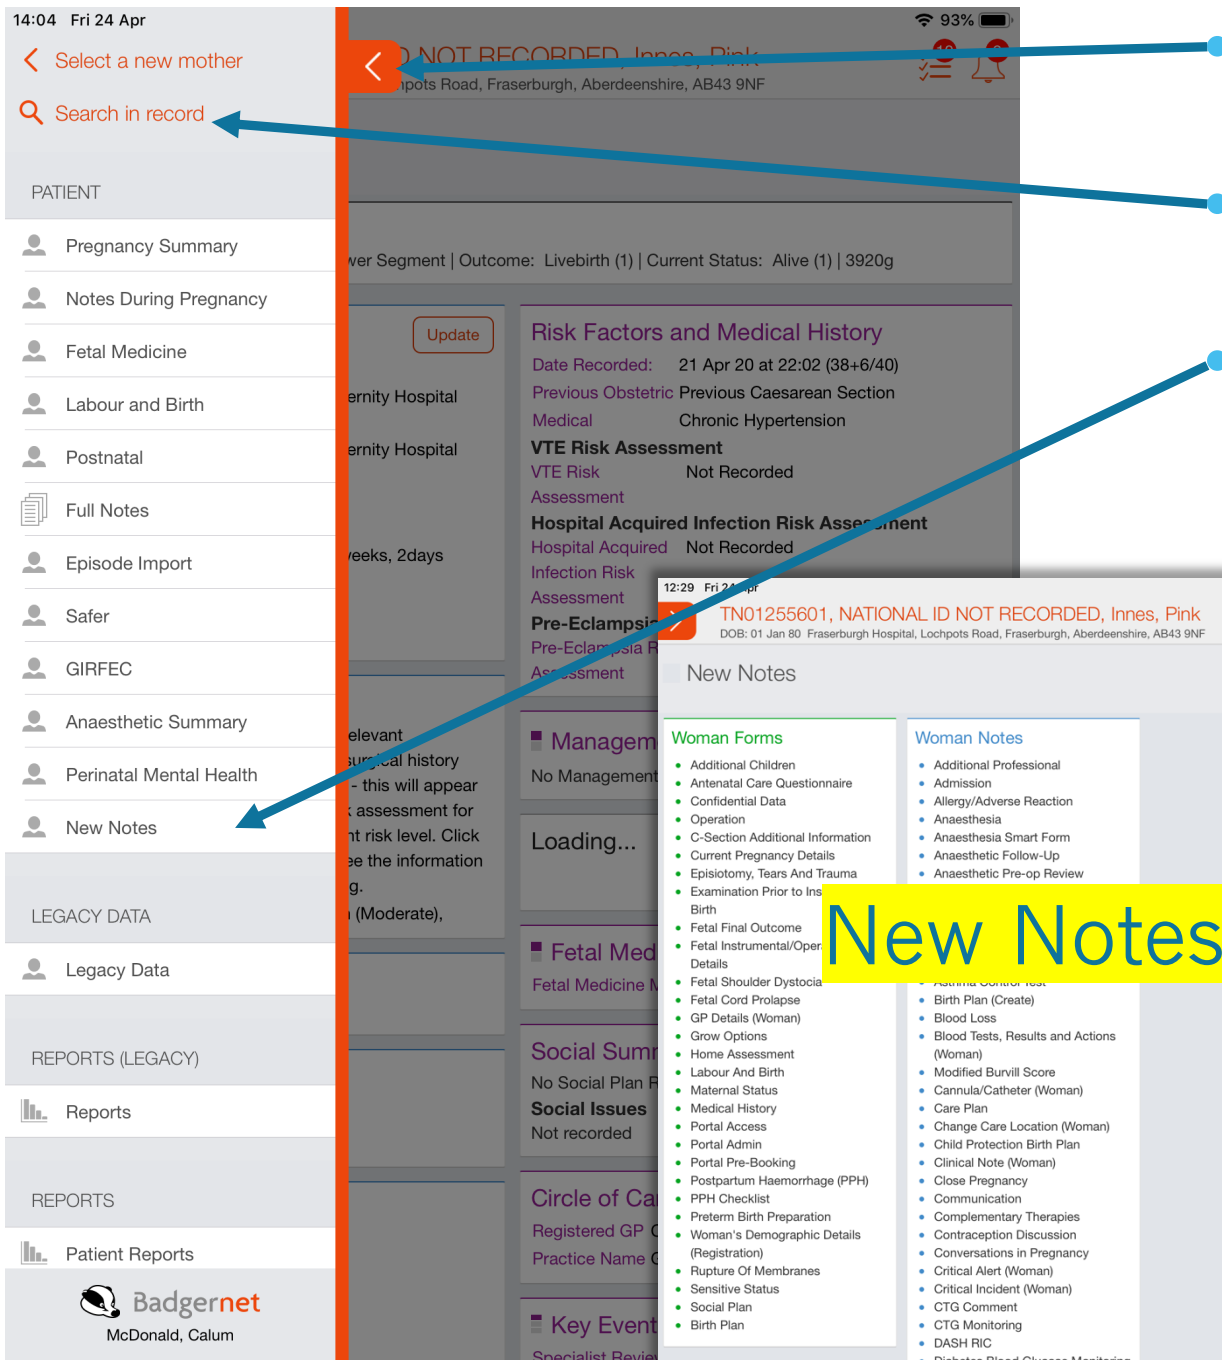 14:04 Fri 24 Apr
93%
Select a new mother
Search in record
PATIENT
Pregnancy Summary
Notes During Pregnancy
Fetal Medicine
Labour and Birth
Postnatal
Full Notes
Episode Import
Safer
GIRFEC
Anaesthetic Summary
Perinatal Mental Health
New Notes
LEGACY DATA
Legacy Data
REPORTS (LEGACY)
Reports
REPORTS
Patient Reports
Badgernet
McDonald, Calum
NOT RECORDED, Innes, Pink
hpots Road, Fraserburgh, Aberdeenshire, AB43 9NF
wer Segment | Outcome: Livebirth (1) | Current Status: Alive (1) | 3920g
Update
ernity Hospital
ernity Hospital
weeks, 2days
elevant
surgical history
- this will appear
assessment for
nt risk level. Click
ee the information
g.
(Moderate),
Risk Factors and Medical History
Date Recorded: 21 Apr 20 at 22:02 (38+6/40)
Previous Obstetric Previous Caesarean Section
Medical Chronic Hypertension
VTE Risk Assessment
VTE Risk Not Recorded
Assessment
Hospital Acquired Infection Risk Assessment
Hospital Acquired Not Recorded
Infection Risk
Assessment
Pre-Eclampsia
Pre-Eclampsia R
Assessment
Managem
No Management
Loading...
Fetal Med
Fetal Medicine
Social Summ
No Social Plan R
Social Issues
Not recorded
Circle of Ca
Registered GP
Practice Name
Key Event
Specialist Review
12:29 Fri 24 Apr
TN01255601, NATIONAL ID NOT RECORDED, Innes, Pink
DOB: 01 Jan 80 Fraserburgh Hospital, Lochpots Road, Fraserburgh, Aberdeenshire, AB43 9NF
New Notes
Woman Forms
Additional Children
Antenatal Care Questionnaire
Confidential Data
Operation
C-Section Additional Information
Current Pregnancy Details
Episiotomy, Tears And Trauma
Examination Prior to Ins
Birth
Fetal Final Outcome
Fetal Instrumental/Oper
Details
Fetal Shoulder Dystocia
Fetal Cord Prolapse
GP Details (Woman)
Grow Options
Home Assessment
Labour And Birth
Maternal Status
Medical History
Portal Access
Portal Admin
Portal Pre-Booking
Postpartum Haemorrhage (PPH)
PPH Checklist
Preterm Birth Preparation
Woman's Demographic Details
(Registration)
Rupture Of Membranes
Sensitive Status
Social Plan
Birth Plan
Woman Notes
Additional Professional
Admission
Allergy/Adverse Reaction
Anaesthesia
Anaesthesia Smart Form
Anaesthetic Follow-Up
Anaesthetic Pre-op Review
New Notes
Asthma Control Test
Birth Plan (Create)
Blood Loss
Blood Tests, Results and Actions
(Woman)
Modified Burvill Score
Cannula/Catheter (Woman)
Care Plan
Change Care Location (Woman)
Child Protection Birth Plan
Clinical Note (Woman)
Close Pregnancy
Communication
Complementary Therapies
Contraception Discussion
Conversations in Pregnancy
Critical Alert (Woman)
Critical Incident (Woman)
CTG Comment
CTG Monitoring
DASH RIC
Diabetes Blood Glucose Monitoring